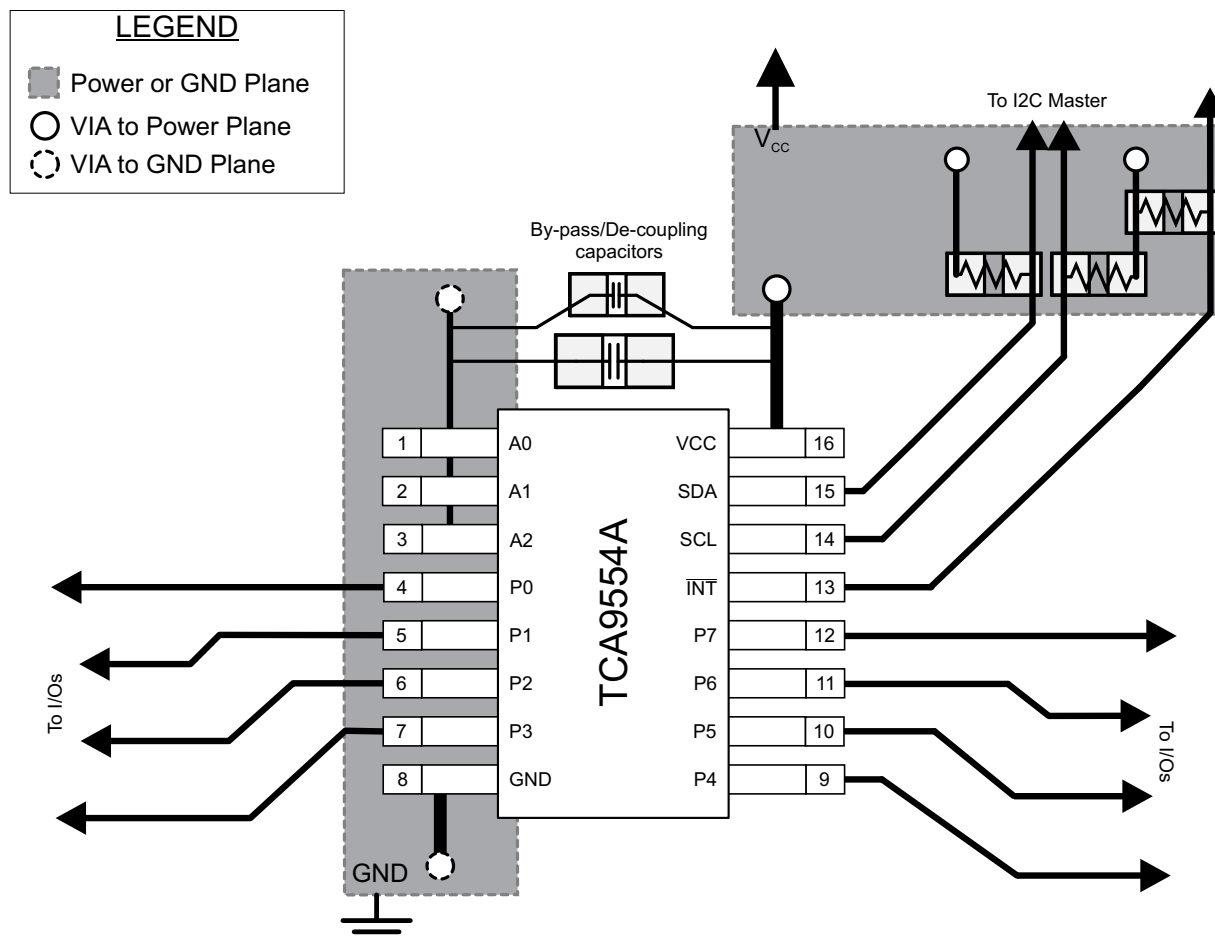 LEGEND
Power or GND Plane
VIA to Power Plane
VIA to GND Plane
To I2C Master
VCC
By-pass/De-coupling
capacitors
1 A0 VCC 16
2 A1 SDA 15
3 A2 SCL 14
4 P0 INT 13
5 P1 P7 12
6 P2 P6 11
7 P3 P5 10
8 GND P4 9
TCA9554A
To I/Os
To I/Os
GND